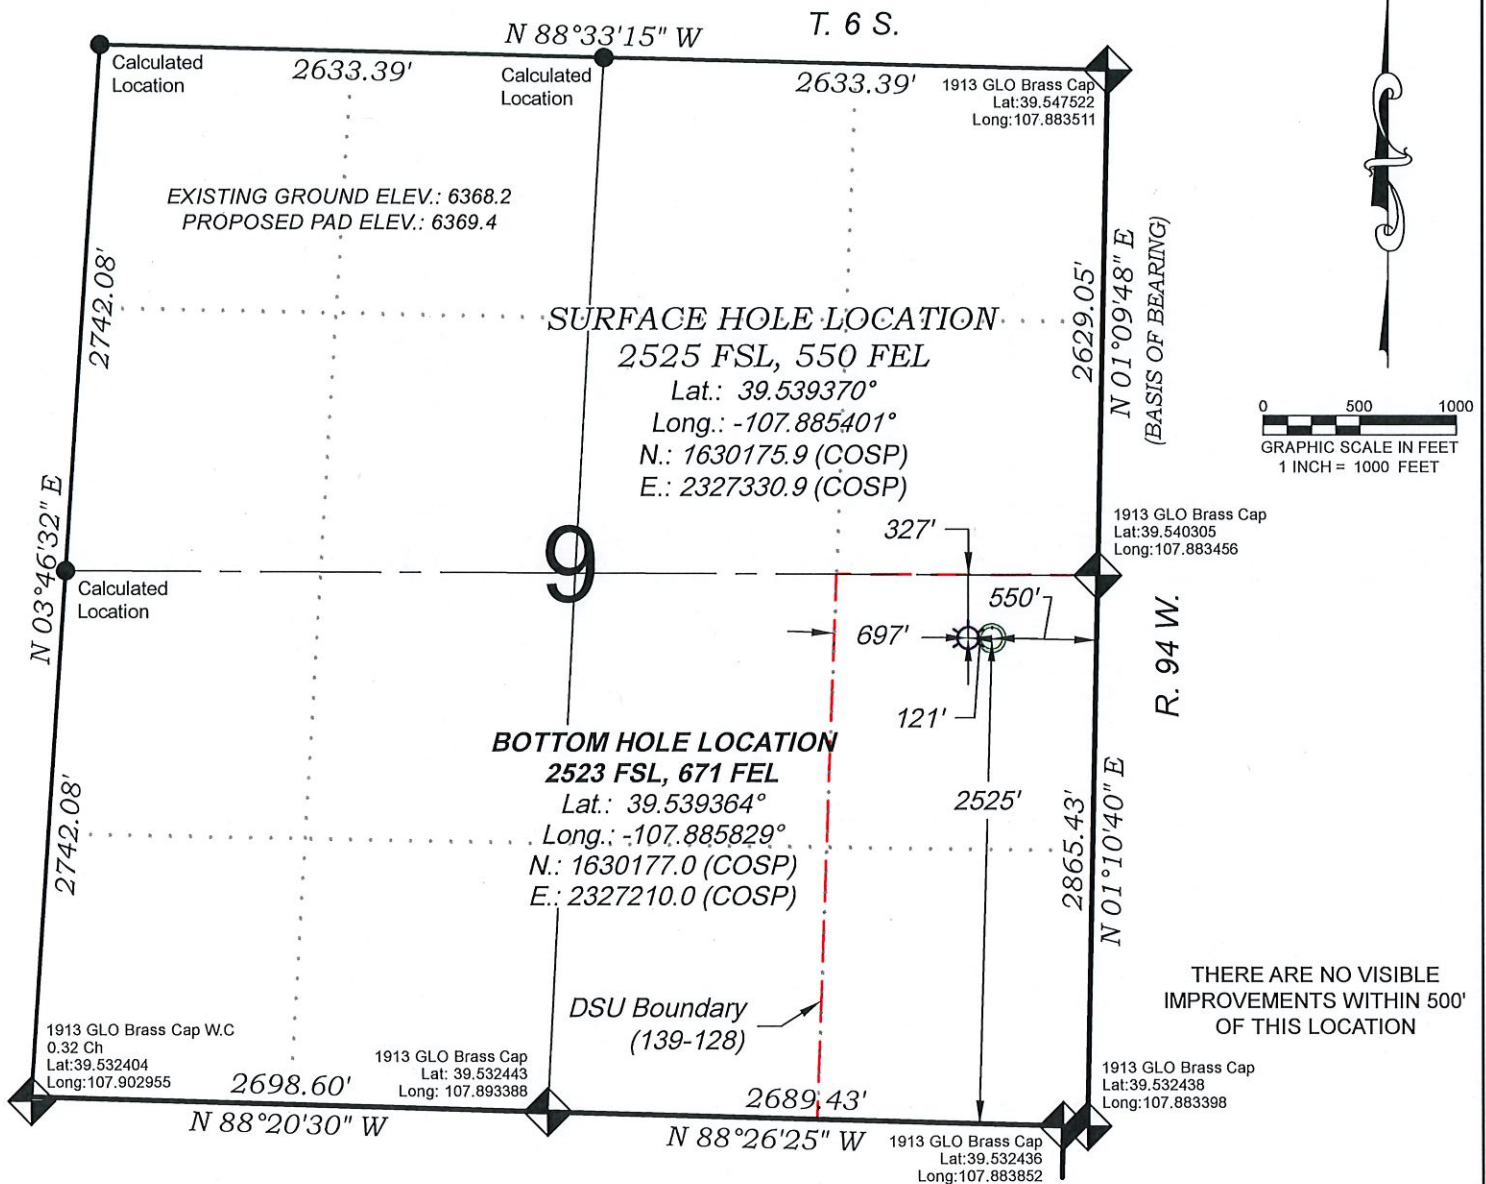 T. 6 S.
N 88°33'15" W
Calculated
Location
2633.39'
Calculated
Location
2633.39'
1913 GLO Brass Cap
Lat:39.547522
Long:107.883511
EXISTING GROUND ELEV.: 6368.2
PROPOSED PAD ELEV.: 6369.4
2742.08'
2629.05'
N 01°09'48" E
(BASIS OF BEARING)
SURFACE HOLE LOCATION
2525 FSL, 550 FEL
Lat.: 39.539370°
Long.: -107.885401°
N.: 1630175.9 (COSP)
E.: 2327330.9 (COSP)
0 500 1000
GRAPHIC SCALE IN FEET
1 INCH = 1000 FEET
N 03°46'32" E
9
1913 GLO Brass Cap
Lat:39.540305
Long:107.883456
327'
Calculated
Location
550'
697'
121'
R. 94 W.
BOTTOM HOLE LOCATION
2523 FSL, 671 FEL
Lat.: 39.539364°
Long.: -107.885829°
N.: 1630177.0 (COSP)
E.: 2327210.0 (COSP)
2742.08'
2525'
2865.43'
N 01°10'40" E
DSU Boundary
(139-128)
THERE ARE NO VISIBLE
IMPROVEMENTS WITHIN 500'
OF THIS LOCATION
1913 GLO Brass Cap W.C
0.32 Ch
Lat:39.532404
Long:107.902955
2698.60'
N 88°20'30" W
1913 GLO Brass Cap
Lat: 39.532443
Long: 107.893388
2689.43'
N 88°26'25" W
1913 GLO Brass Cap
Lat:39.532438
Long:107.883398
1913 GLO Brass Cap
Lat:39.532436
Long:107.883852